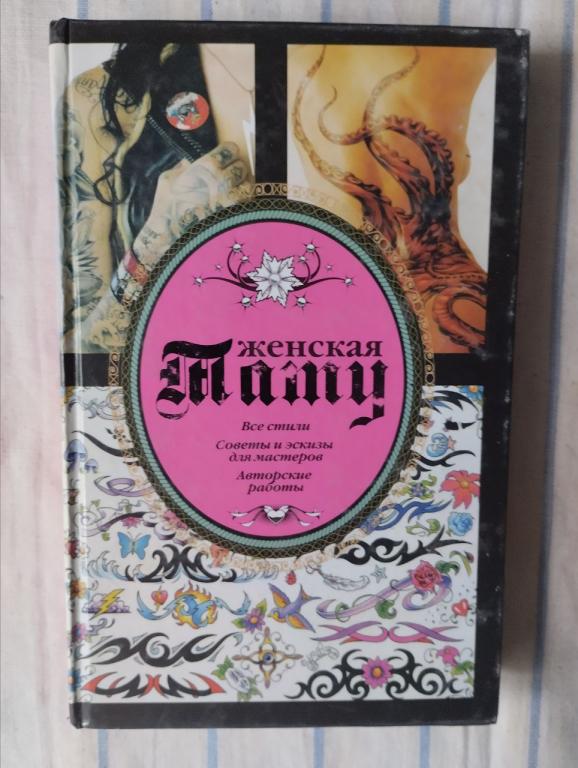 женская
Тату
Все стили
Советы и эскизы
для мастеров
Авторские
работы